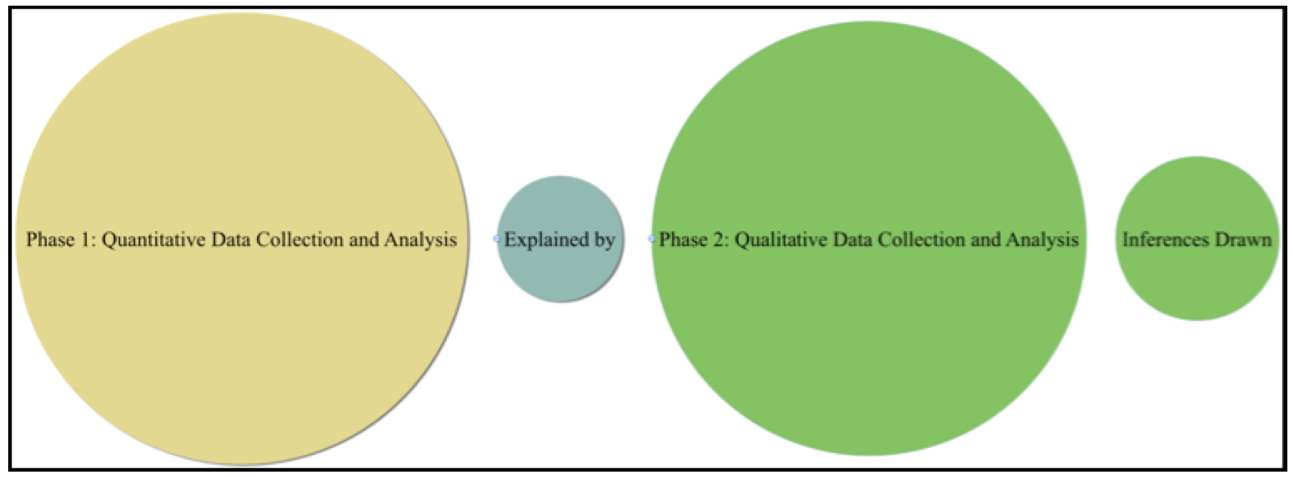 Phase 1: Quantitative Data Collection and Analysis
Explained by
Phase 2: Qualitative Data Collection and Analysis
Inferences Drawn